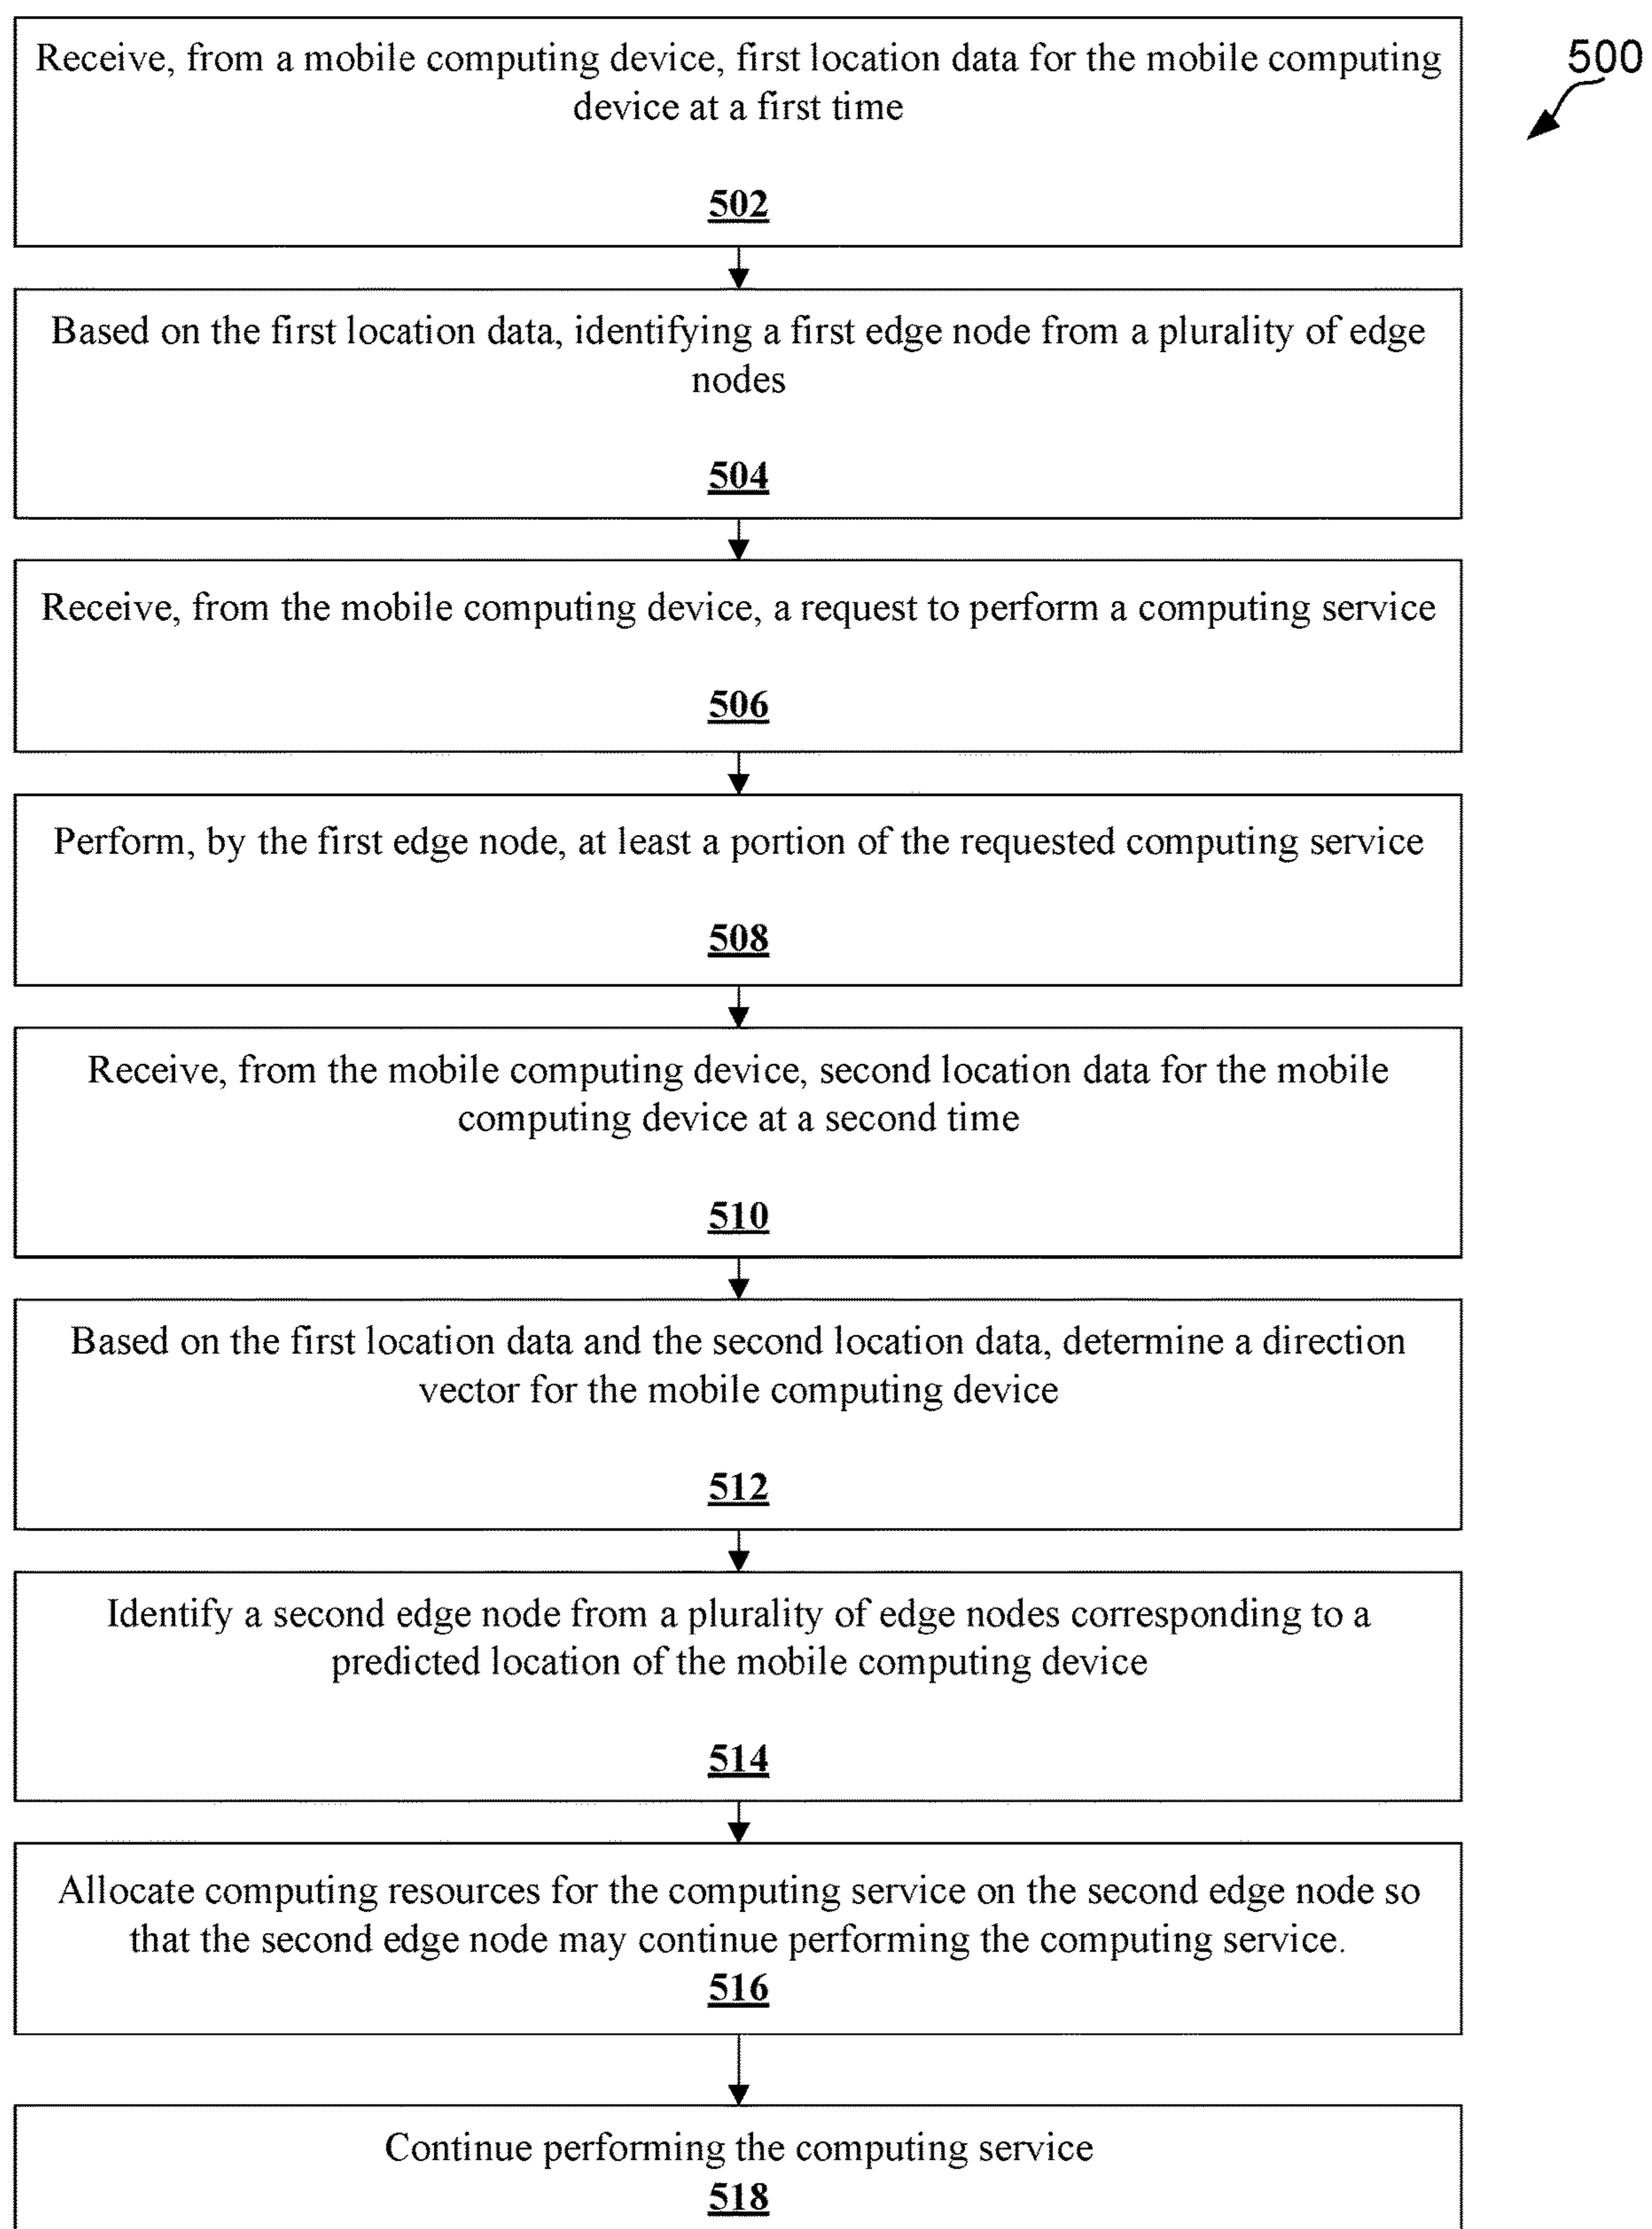 Receive, from a mobile computing device, first location data for the mobile computing
device at a first time
502
500
Based on the first location data, identifying a first edge node from a plurality of edge
nodes
504
Receive, from the mobile computing device, a request to perform a computing service
506
Perform, by the first edge node, at least a portion of the requested computing service
508
Receive, from the mobile computing device, second location data for the mobile
computing device at a second time
510
Based on the first location data and the second location data, determine a direction
vector for the mobile computing device
512
Identify a second edge node from a plurality of edge nodes corresponding to a
predicted location of the mobile computing device
514
Allocate computing resources for the computing service on the second edge node so
that the second edge node may continue performing the computing service.
516
Continue performing the computing service
518